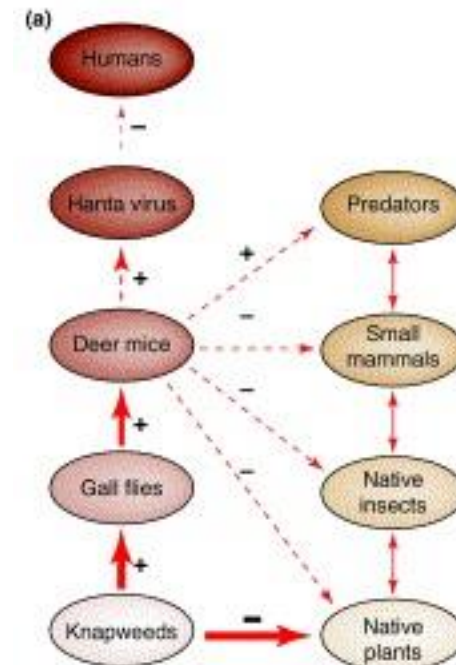 (a)
Humans
−
Hanta virus
Predators
+
+
−
Deer mice
Small
mammals
−
+
−
Gall flies
Native
insects
+
−
Knapweeds
Native
plants